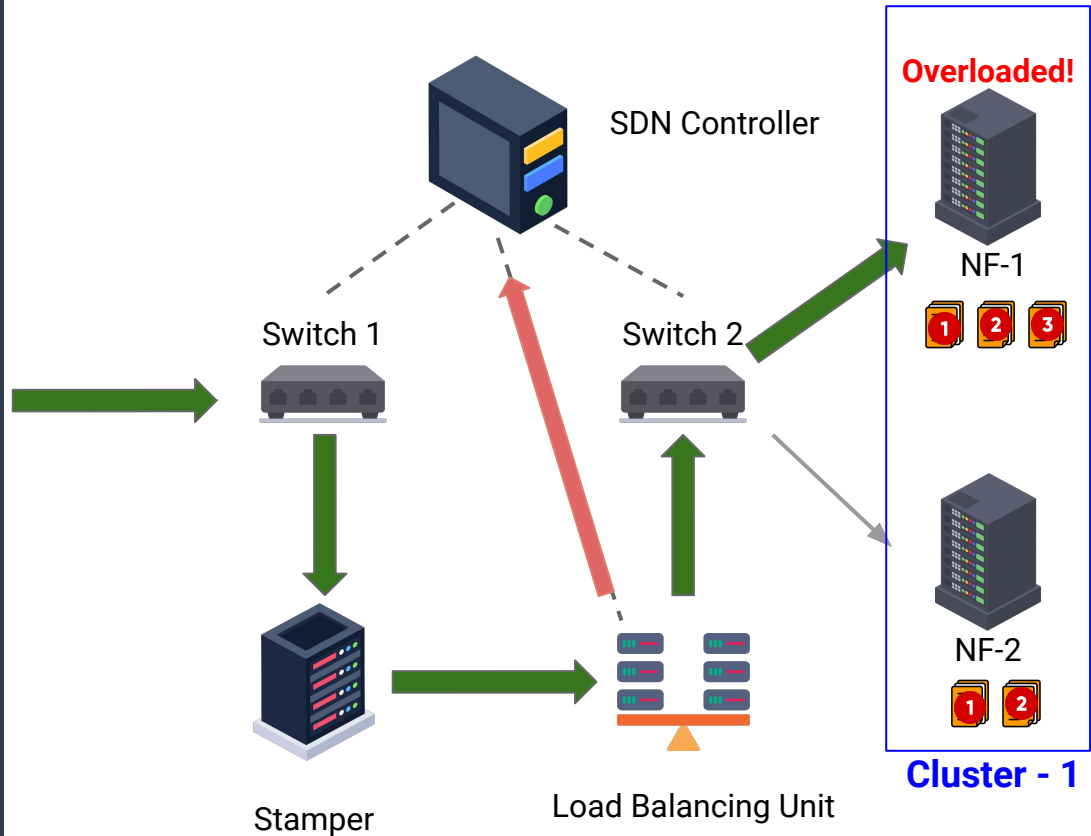 Overloaded!
SDN Controller
NF-1
1 2 3
Switch 1
Switch 2
NF-2
1 2
Cluster - 1
Load Balancing Unit
Stamper